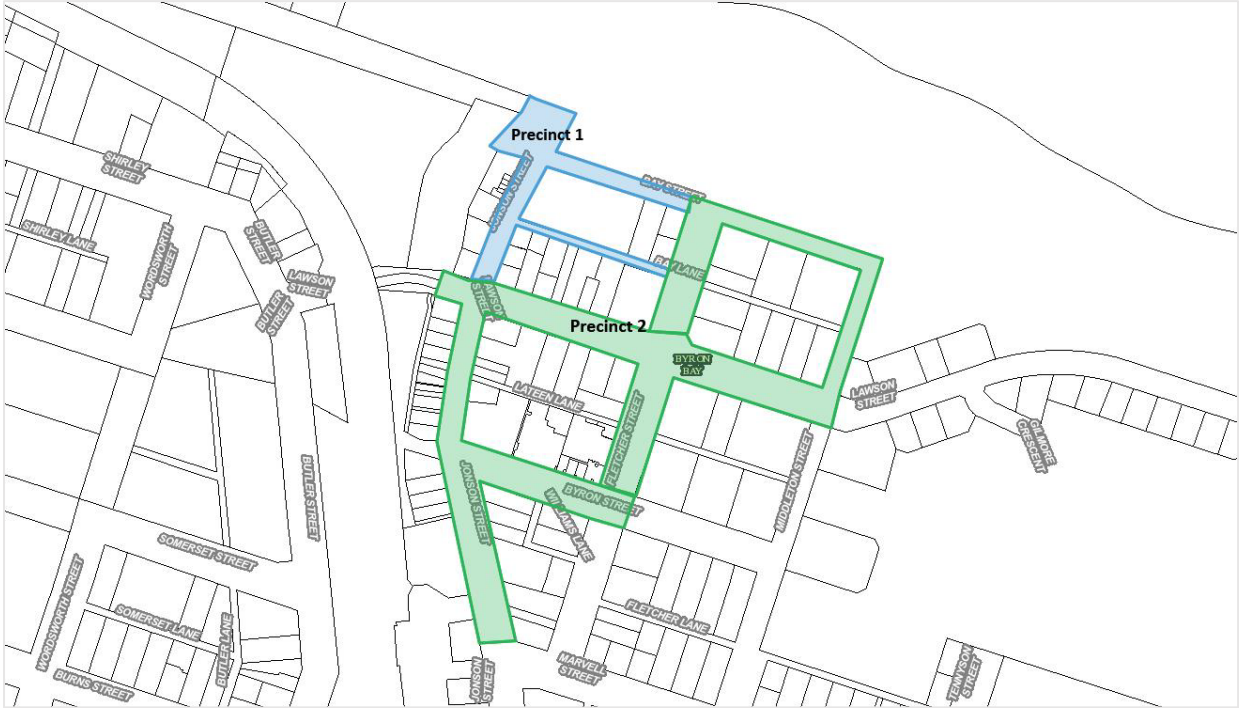 Precinct 1
SHIRLEY
STREET
JONSON STREET
BAY STREET
SHIRLEY LANE
WORDSWORTH
STREET
BUTLER
STREET
LAWSON
STREET
BAY LANE
BUTLER
STREET
LAWSON
STREET
Precinct 2
BYRON
BAY
LATEEN LANE
LAWSON
STREET
FLETCHER STREET
GILMORE
CRESCENT
BUTLER STREET
JONSON STREET
BYRON STREET
MIDDLETON STREET
WILLIAMS LANE
SOMERSET STREET
WORDSWORTH STREET
SOMERSET LANE
BUTLER LANE
FLETCHER LANE
BURNS STREET
JONSON
STREET
MARVELL
STREET
TENNYSON
STREET